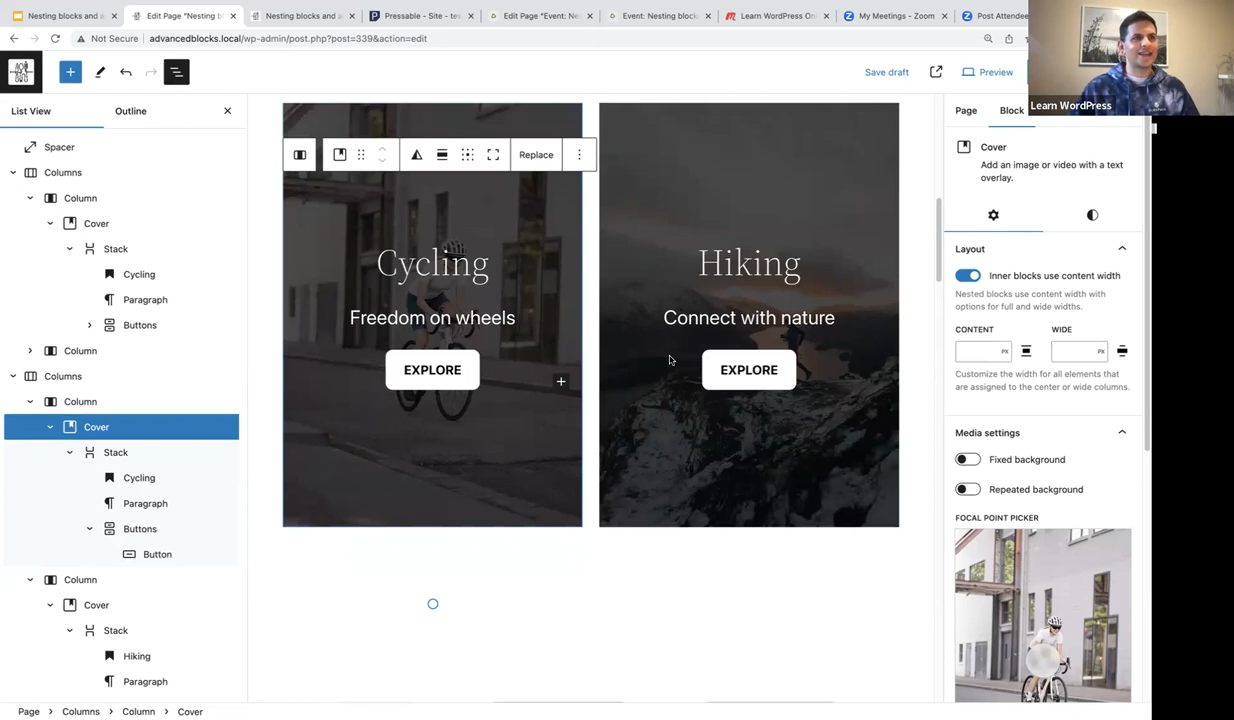 Nesting blocks and a
Edit Page "Nesting bl
Nesting blocks and a
Pressable - Site - tes
Edit Page "Event: Nes
Event: Nesting block
Learn WordPress On
My Meetings - Zoom
Post Attendee
Not Secure
advancedblocks.local/wp-admin/post.php?post=339&action=edit
Save draft
Preview
Learn WordPress
List View
Outline
Spacer
Columns
Column
Cover
Stack
Cycling
Paragraph
Buttons
Column
Columns
Column
Cover
Stack
Cycling
Paragraph
Buttons
Button
Column
Cover
Stack
Hiking
Paragraph
Replace
Cycling
Freedom on wheels
EXPLORE
Hiking
Connect with nature
EXPLORE
Page
Block
Cover
Add an image or video with a text
overlay.
Layout
Inner blocks use content width
Nested blocks use content width with
options for full and wide widths.
CONTENT
WIDE
PX
PX
Customize the width for all elements that
are assigned to the center or wide columns.
Media settings
Fixed background
Repeated background
FOCAL POINT PICKER
Page > Columns > Column > Cover